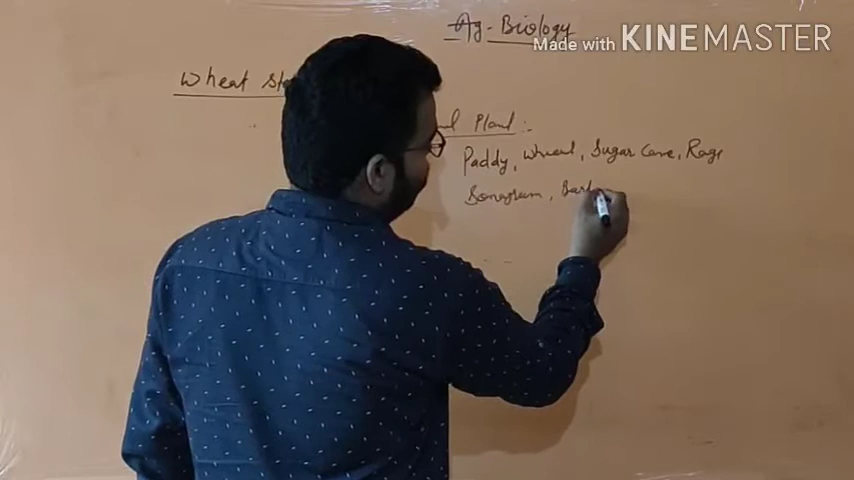 Ag-Biology
Made with KINEMASTER
Wheat
Plant :-
Paddy, wheat, Sugar Cane, Ragi